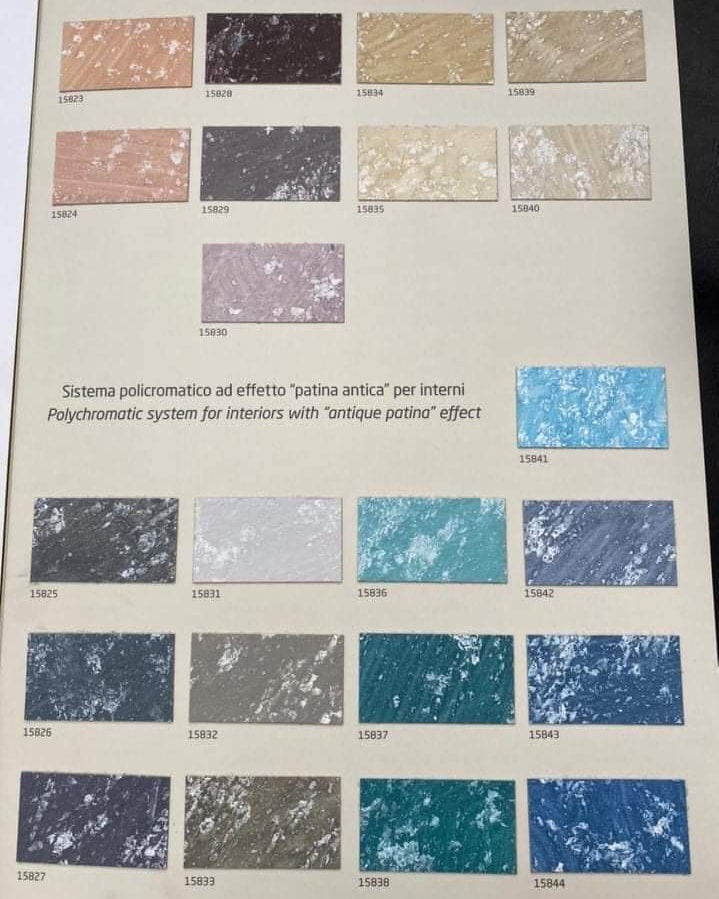 15823 15828 15834 15839
15824 15829 15835 15840
15830
Sistema policromatico ad effetto "patina antica" per interni
Polychromatic system for interiors with "antique patina" effect
15841
15825 15831 15836 15842
15826 15832 15837 15843
15827 15833 15838 15844